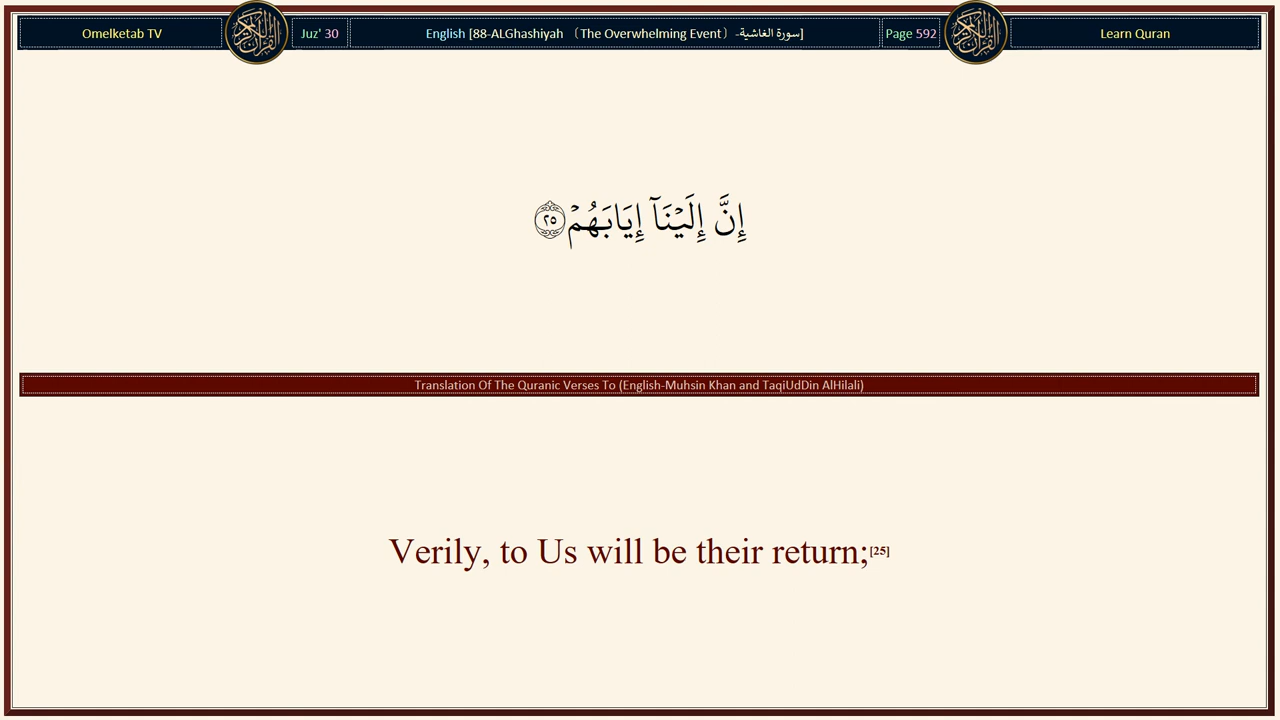 Omelketab TV
Juz' 30
English [88-ALGhashiyah 〔The Overwhelming Event〕 -سورة الغاشية]
Page 592
Learn Quran
إِنَّ إِلَيْنَآ إِيَابَهُمْ ٢٥
Translation Of The Quranic Verses To (English-Muhsin Khan and TaqiUdDin AlHilali)
Verily, to Us will be their return;[25]